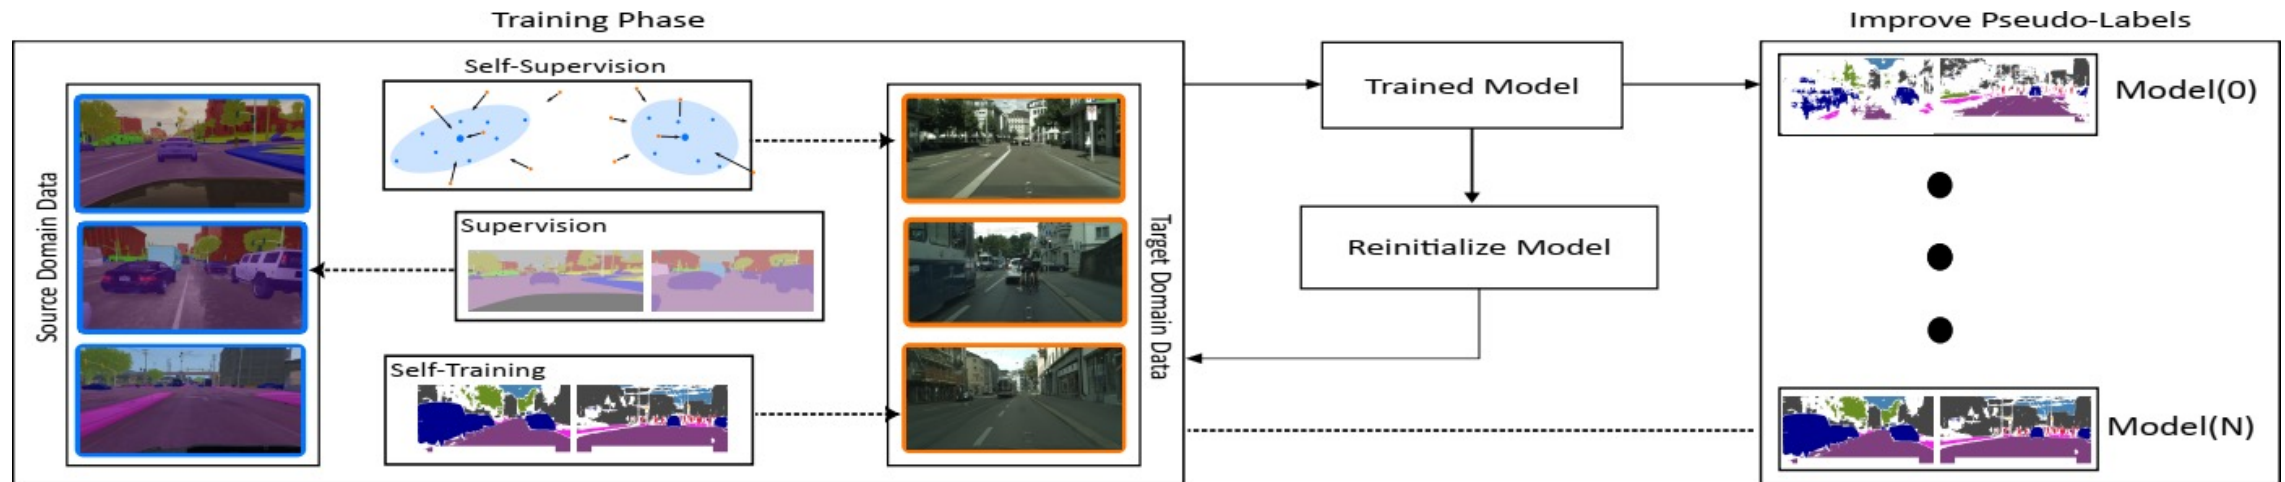 Training Phase
Improve Pseudo-Labels
Self-Supervision
Source Domain Data
Supervision
Self-Training
Target Domain Data
Trained Model
Reinitialize Model
Model(0)
Model(N)